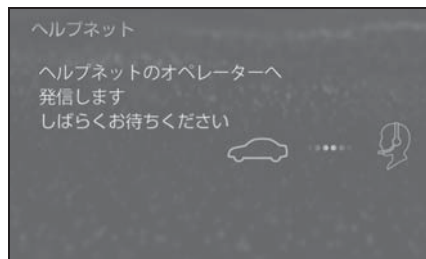 ヘルプネット
ヘルプネットのオペレーターへ
発信します
しばらくお待ちください